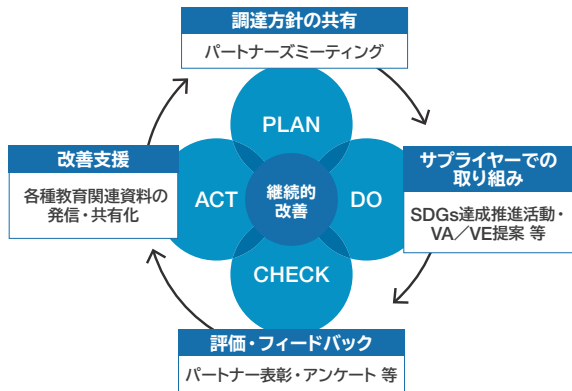 調達方針の共有
パートナーズミーティング
PLAN
改善支援
各種教育関連資料の
発信・共有化
ACT
継続的
改善
DO
サプライヤーでの
取り組み
SDGs達成推進活動・
VA／VE提案 等
CHECK
評価・フィードバック
パートナー表彰・アンケート 等